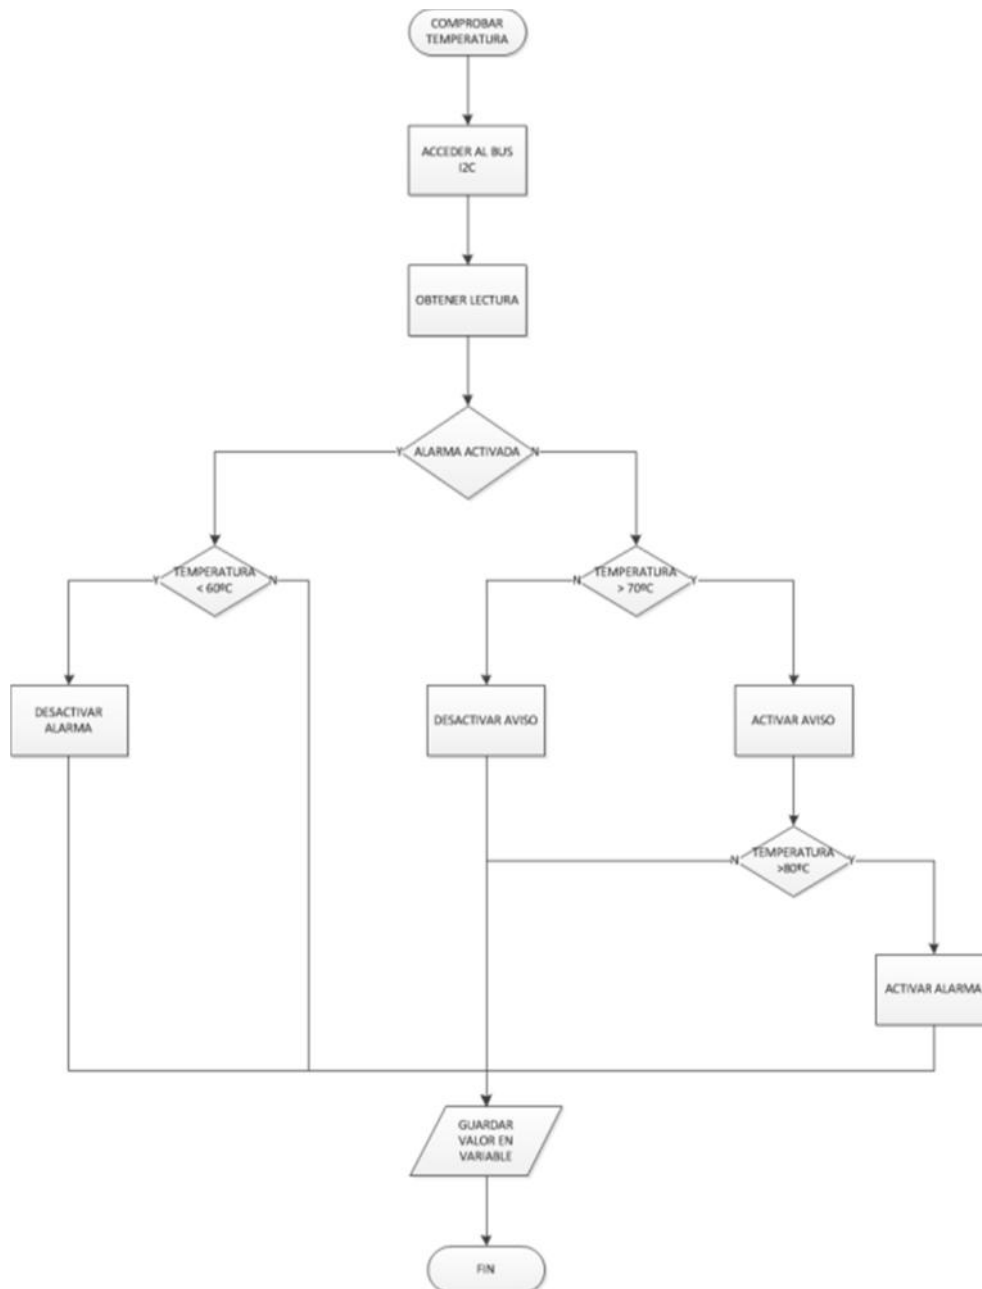 COMPROBAR
TEMPERATURA
ACCEDER AL BUS
I2C
OBTENER LECTURA
Y
ALARMA ACTIVADA
N
Y
TEMPERATURA
< 60ºC
N
N
TEMPERATURA
> 70ºC
Y
DESACTIVAR
ALARMA
DESACTIVAR AVISO
ACTIVAR AVISO
N
TEMPERATURA
>80ºC
Y
ACTIVAR ALARMA
GUARDAR
VALOR EN
VARIABLE
FIN